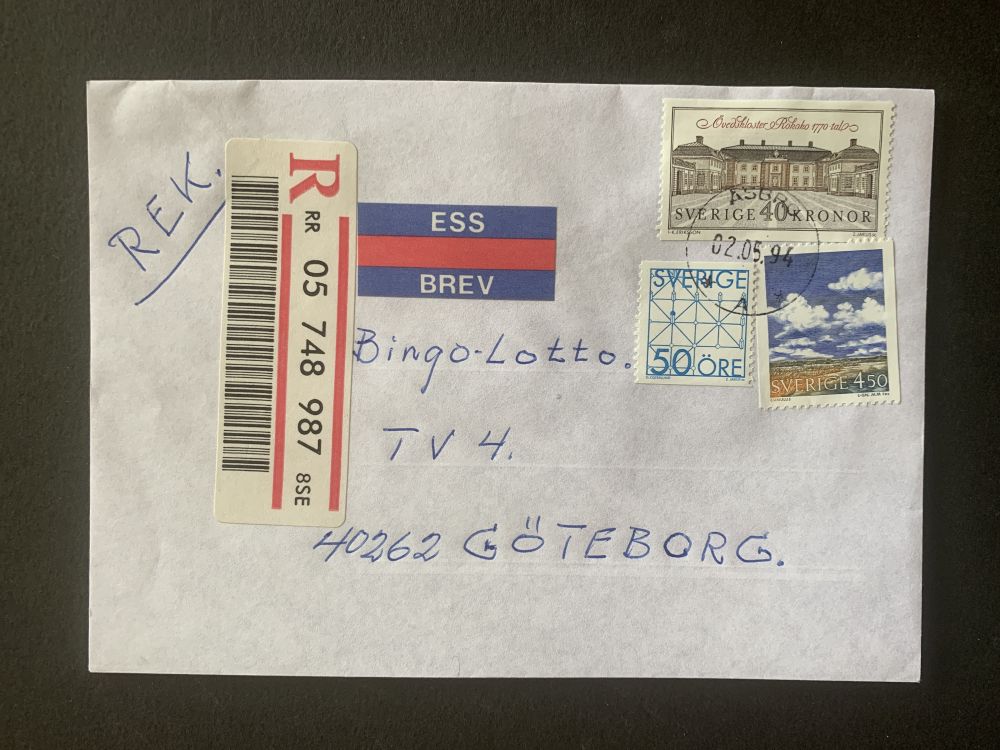 REK.
R
RR 05 748 987 8SE
ESS
BREV
Övedskloster Rokoko 1770-tal
SVERIGE 40 KRONOR
02.05.94
A
SVERIGE
50 ÖRE
SVERIGE 4.50
Bingo-Lotto.
TV 4.
40262 GÖTEBORG.